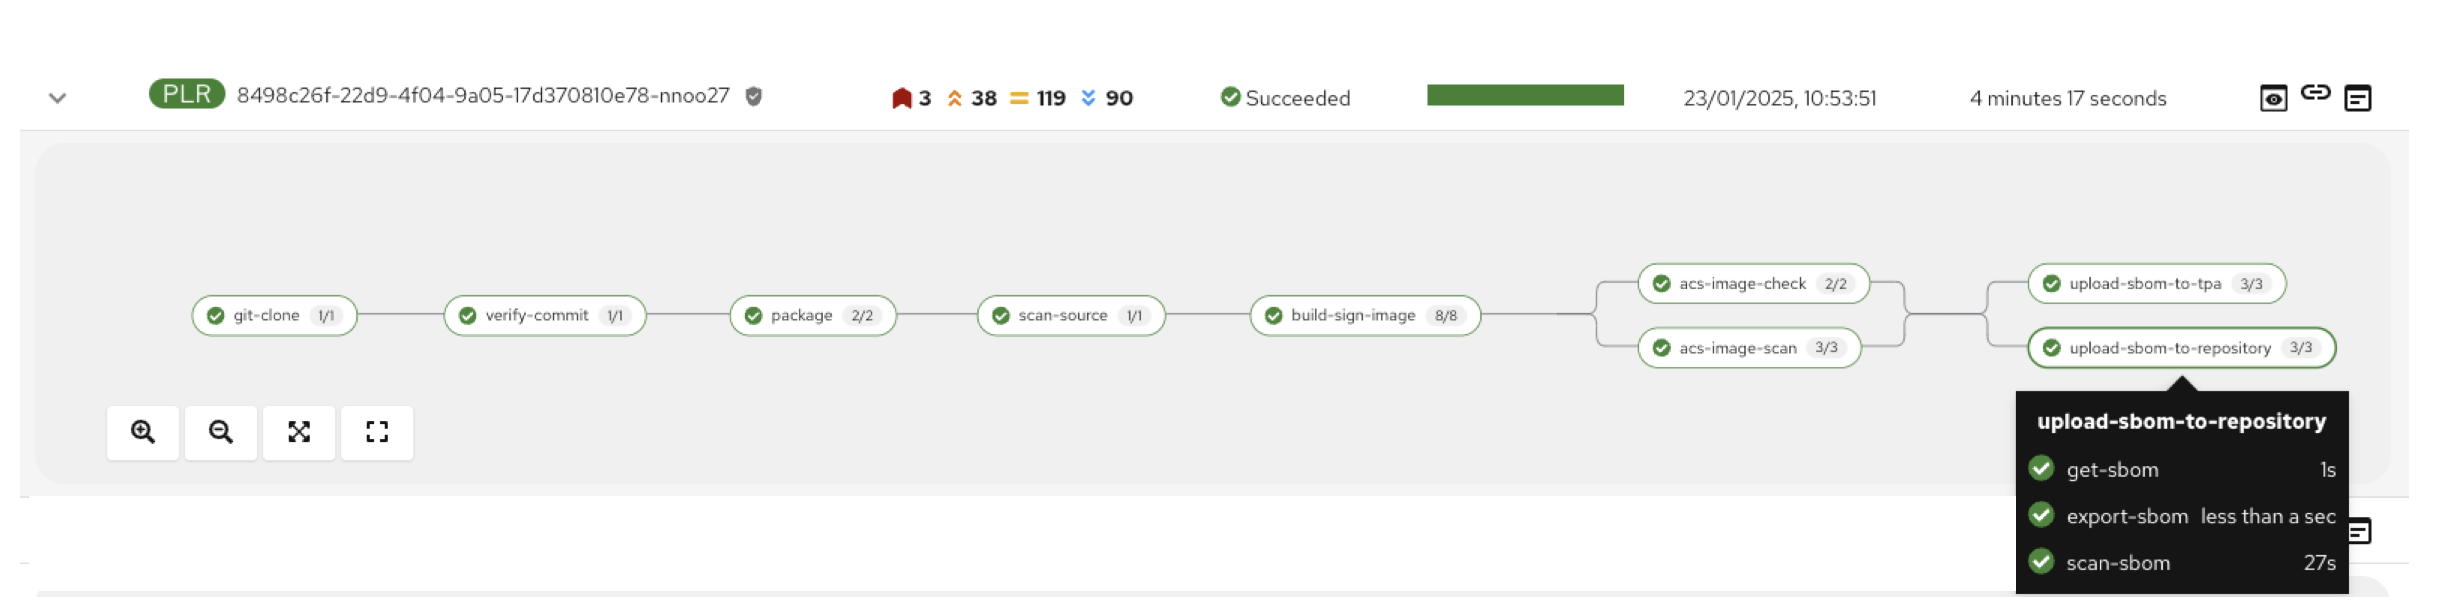 PLR 8498c26f-22d9-4f04-9a05-17d370810e78-nnoo27 3 38 119 90 Succeeded 23/01/2025, 10:53:51 4 minutes 17 seconds
git-clone 1/1 verify-commit 1/1 package 2/2 scan-source 1/1 build-sign-image 8/8
acs-image-check 2/2 upload-sbom-to-tpa 3/3
acs-image-scan 3/3 upload-sbom-to-repository 3/3
upload-sbom-to-repository
get-sbom 1s
export-sbom less than a sec
scan-sbom 27s